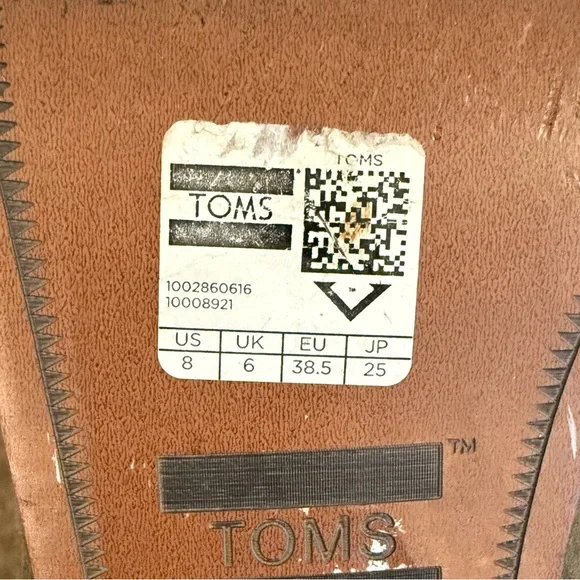 TOMS
TOMS
1002860616
10008921
US UK EU JP
8 6 38.5 25
TM
TOMS